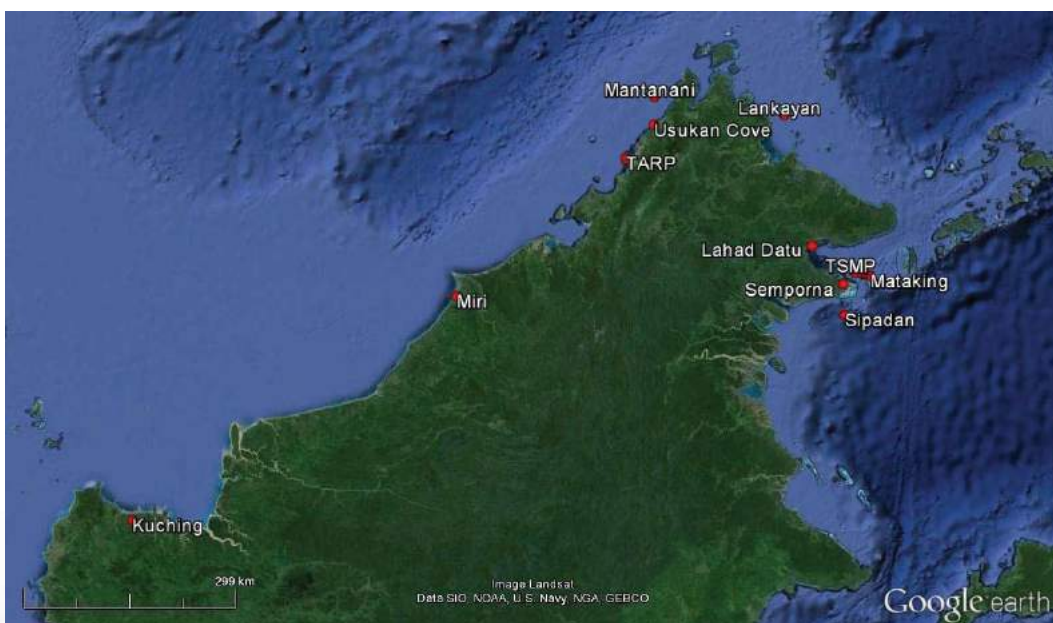 Mantanani
Lankayan
Usukan Cove
TARP
Lahad Datu
TSMP
Mataking
Semporna
Miri
Sipadan
Kuching
299 km
Image Landsat
Data SIO, NOAA, U.S. Navy, NGA, GEBCO
Google earth